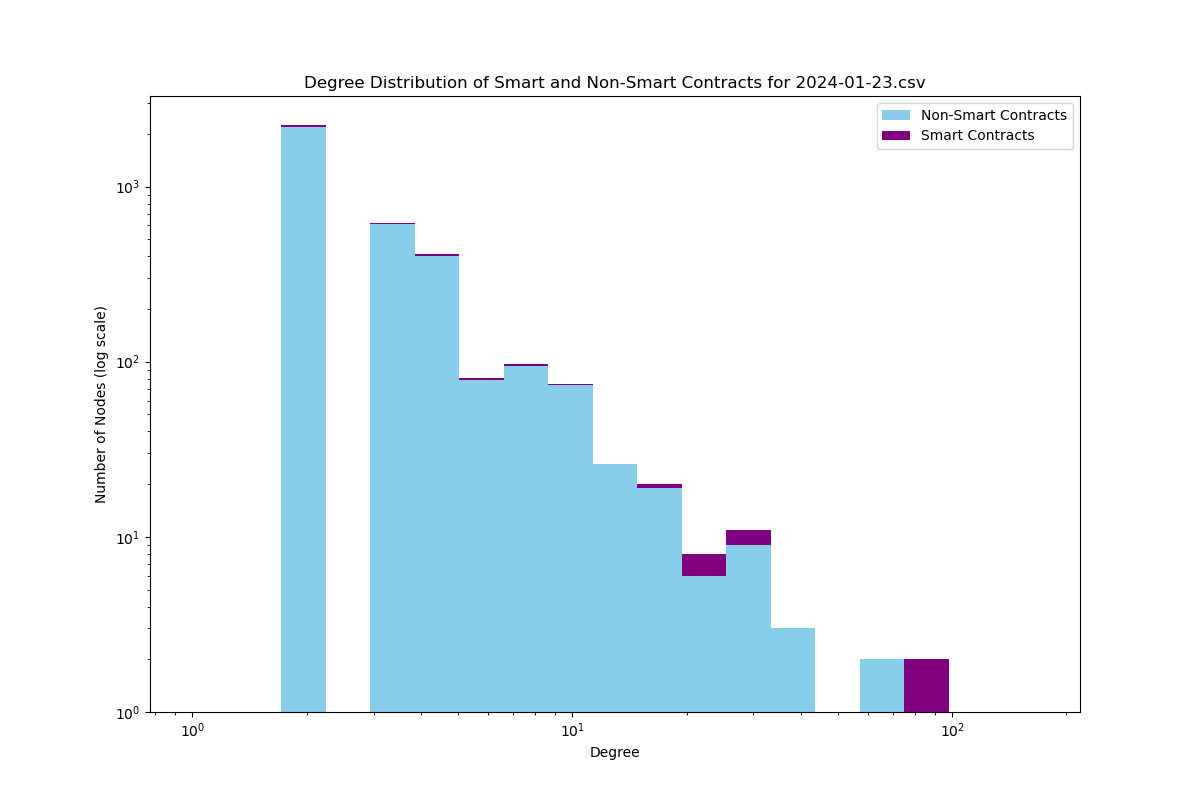 Degree Distribution of Smart and Non-Smart Contracts for 2024-01-23.csv
Non-Smart Contracts
Smart Contracts
Number of Nodes (log scale)
10³
10²
10¹
10⁰
10⁰ 10¹ 10²
Degree